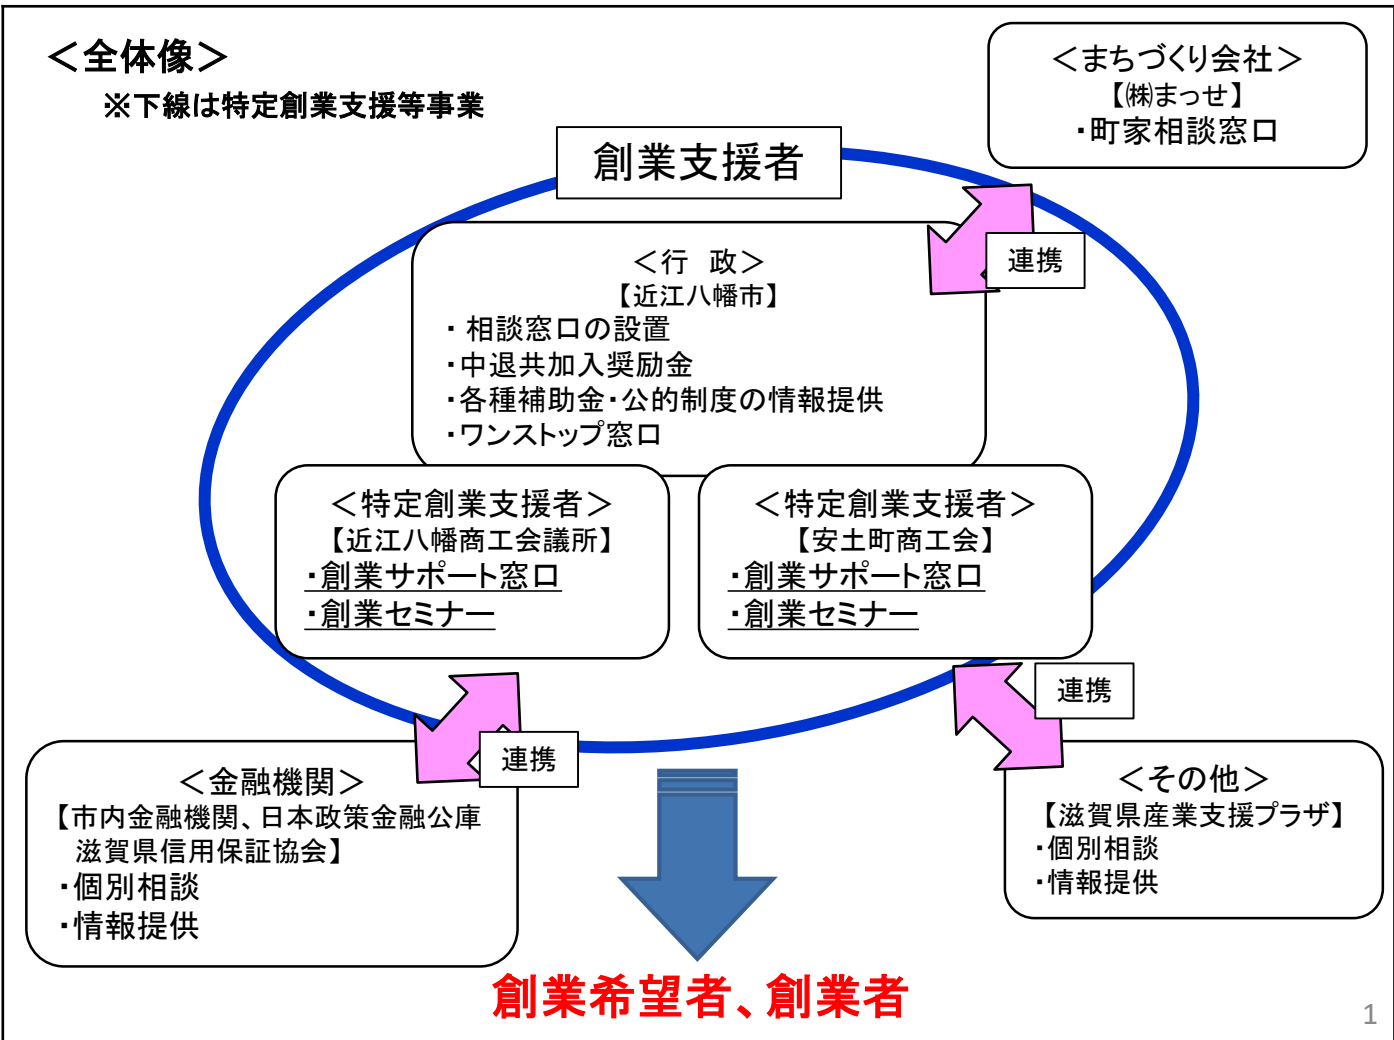 ＜全体像＞
※下線は特定創業支援等事業
＜まちづくり会社＞
【㈱まっせ】
・町家相談窓口
創業支援者
連携
＜行　政＞
【近江八幡市】
・ 相談窓口の設置
・中退共加入奨励金
・各種補助金・公的制度の情報提供
・ワンストップ窓口
＜特定創業支援者＞
【近江八幡商工会議所】
・創業サポート窓口
・創業セミナー
＜特定創業支援者＞
【安土町商工会】
・創業サポート窓口
・創業セミナー
連携
連携
＜金融機関＞
【市内金融機関、日本政策金融公庫
滋賀県信用保証協会】
・個別相談
・情報提供
＜その他＞
【滋賀県産業支援プラザ】
・個別相談
・情報提供
創業希望者、創業者
1